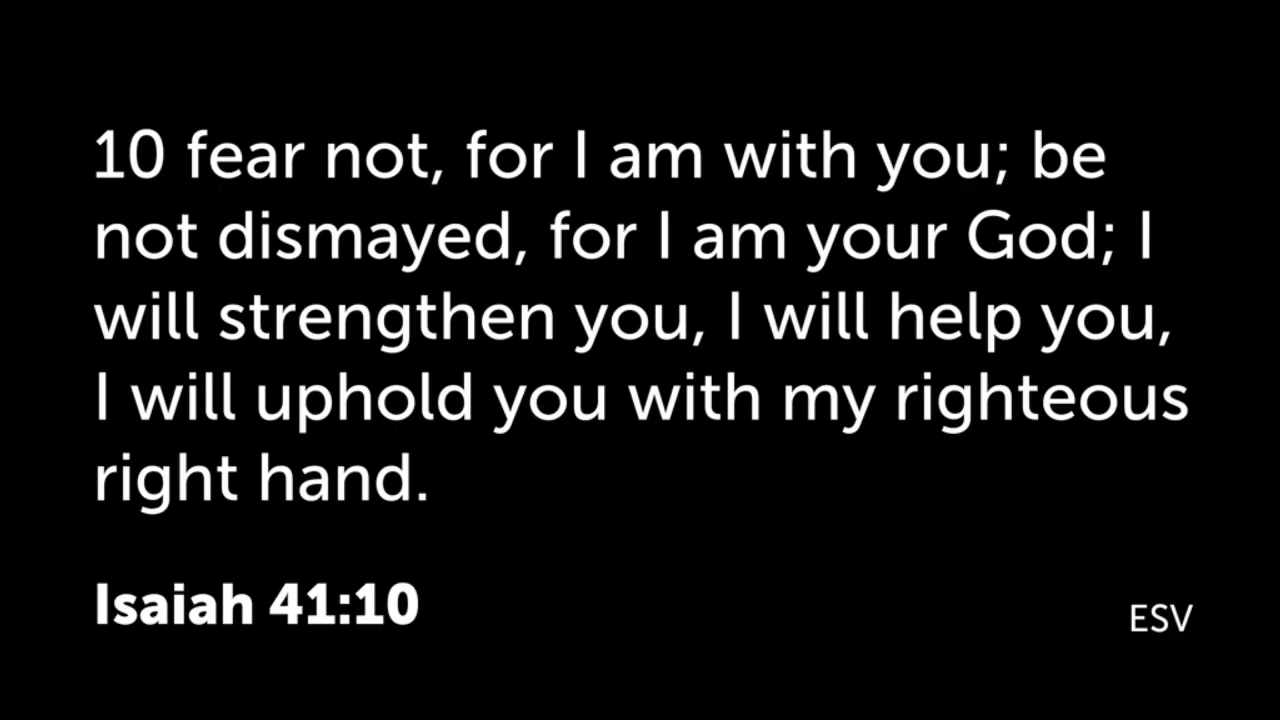 10 fear not, for I am with you; be
not dismayed, for I am your God; I
will strengthen you, I will help you,
I will uphold you with my righteous
right hand.
Isaiah 41:10
ESV